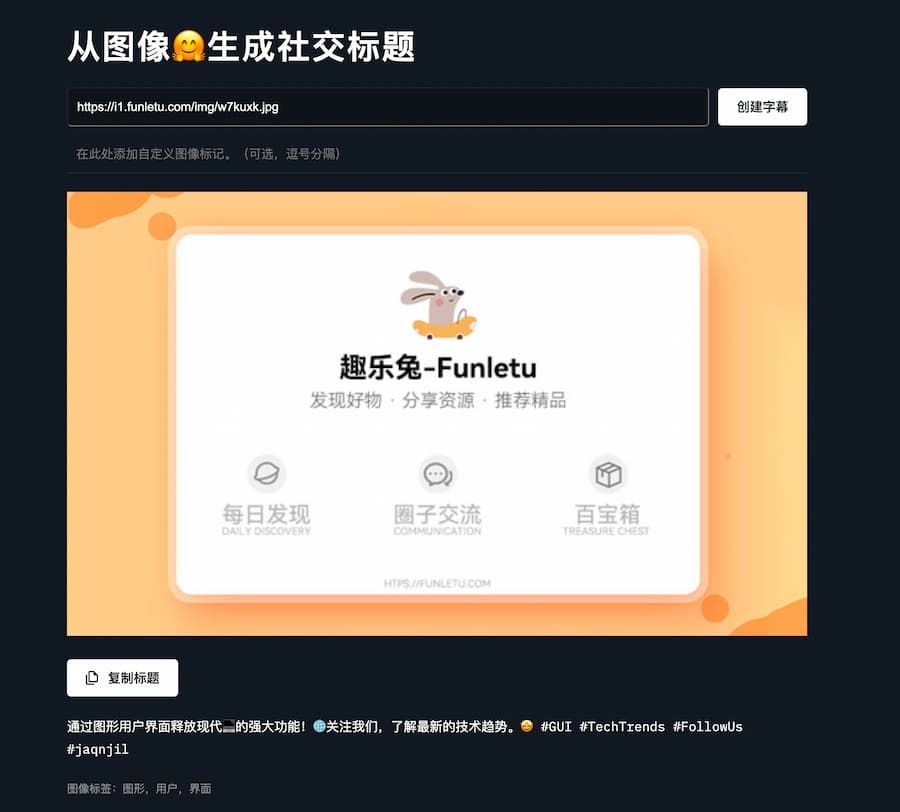 从图像🤗生成社交标题
https://i1.funletu.com/img/w7kuxk.jpg
创建字幕
在此处添加自定义图像标记。（可选，逗号分隔）
趣乐兔-Funletu
发现好物 · 分享资源 · 推荐精品
每日发现 圈子交流 百宝箱
DAILY DISCOVERY COMMUNICATION TREASURE CHEST
HTPS://FUNLETU.COM
复制标题
通过图形用户界面释放现代💻的强大功能！🌐关注我们，了解最新的技术趋势。🤩 #GUI #TechTrends #FollowUs
#jaqnjil
图像标签：图形，用户，界面